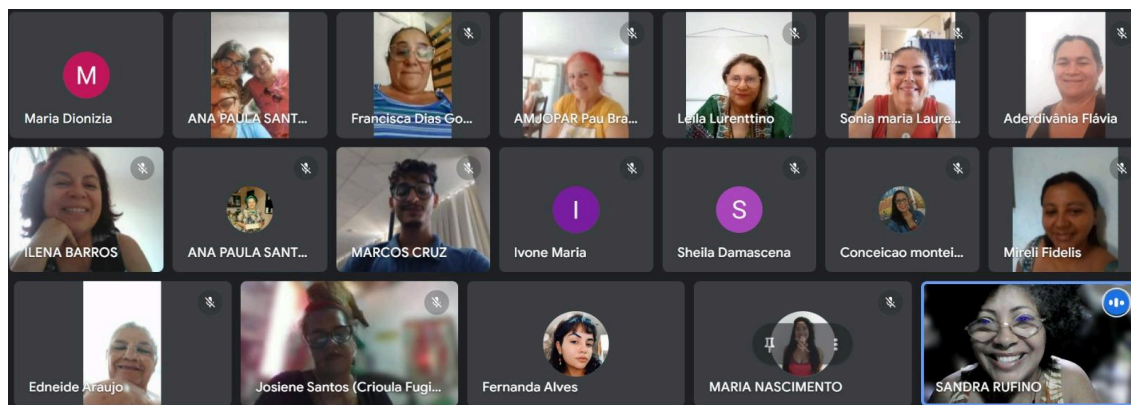 M
Maria Dionizia
ANA PAULA SANT...
Francisca Dias Go...
AMJOPAR Pau Bra...
Leila Lurenttino
Sonia maria Laure...
Aderdivânia Flávia
ILENA BARROS
ANA PAULA SANT...
MARCOS CRUZ
I
Ivone Maria
S
Sheila Damascena
Conceicao montei...
Mireli Fidelis
Edneide Araujo
Josiene Santos (Crioula Fugi...
Fernanda Alves
MARIA NASCIMENTO
SANDRA RUFINO